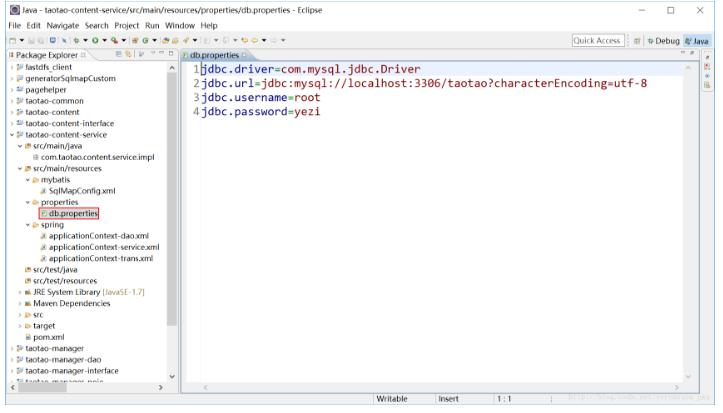 Java - taotao-content-service/src/main/resources/properties/db.properties - Eclipse
File Edit Navigate Search Project Run Window Help
Quick Access
Debug
Java
Package Explorer
fastdfs_client
generatorSqlmapCustom
pagehelper
taotao-common
taotao-content
taotao-content-interface
taotao-content-service
src/main/java
com.taotao.content.service.impl
src/main/resources
mybatis
SqlMapConfig.xml
properties
db.properties
spring
applicationContext-dao.xml
applicationContext-service.xml
applicationContext-trans.xml
src/test/java
src/test/resources
JRE System Library [JavaSE-1.7]
Maven Dependencies
src
target
pom.xml
taotao-manager
taotao-manager-dao
taotao-manager-interface
taotao-manager-pojo
db.properties
1 jdbc.driver=com.mysql.jdbc.Driver
2 jdbc.url=jdbc:mysql://localhost:3306/taotao?characterEncoding=utf-8
3 jdbc.username=root
4 jdbc.password=yezi
Writable
Insert
1 : 1